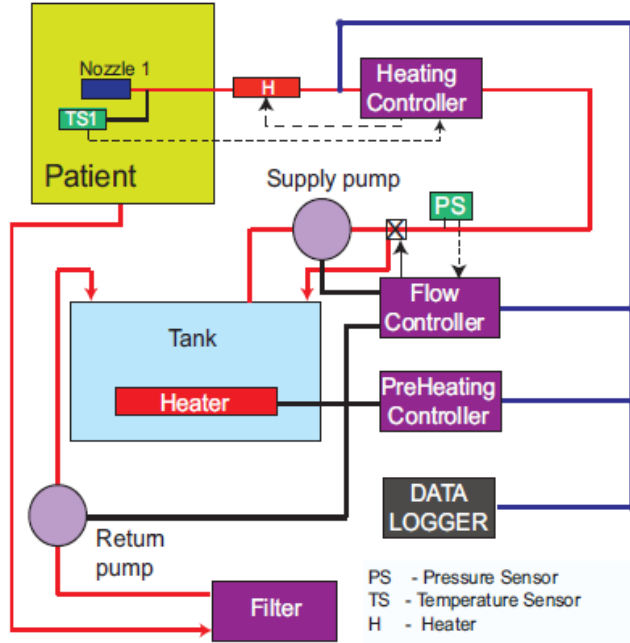 Nozzle 1
TS1
Patient
H
Heating
Controller
Supply pump
PS
Flow
Controller
Tank
Heater
PreHeating
Controller
DATA
LOGGER
Return
pump
Filter
PS - Pressure Sensor
TS - Temperature Sensor
H - Heater